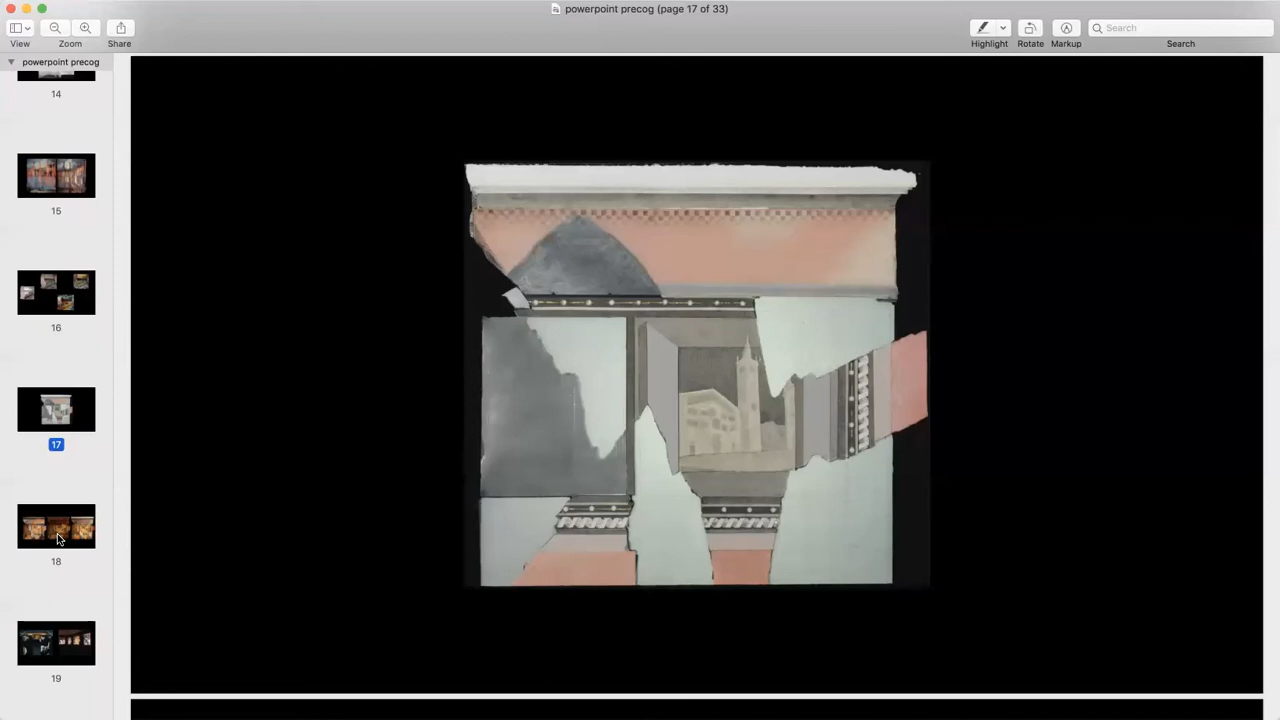 powerpoint precog (page 17 of 33)
View
Zoom
Share
Highlight
Rotate
Markup
Search
Search
powerpoint precog
14
15
16
17
18
19